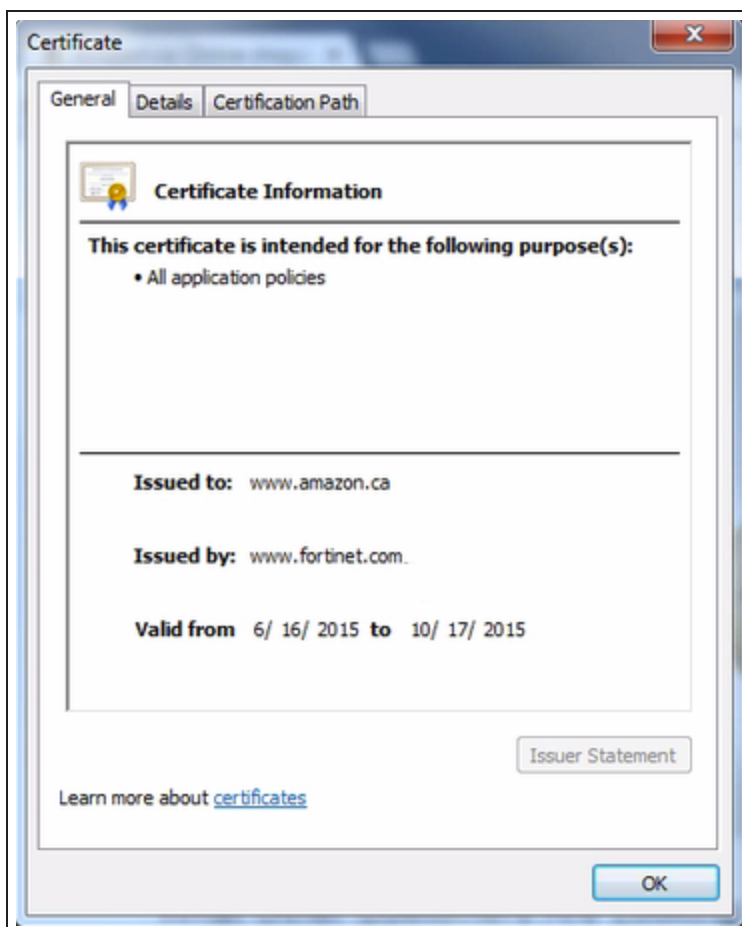 Certificate
General Details Certification Path
Certificate Information
This certificate is intended for the following purpose(s):
• All application policies
Issued to: www.amazon.ca
Issued by: www.fortinet.com
Valid from 6/ 16/ 2015 to 10/ 17/ 2015
Issuer Statement
Learn more about certificates
OK